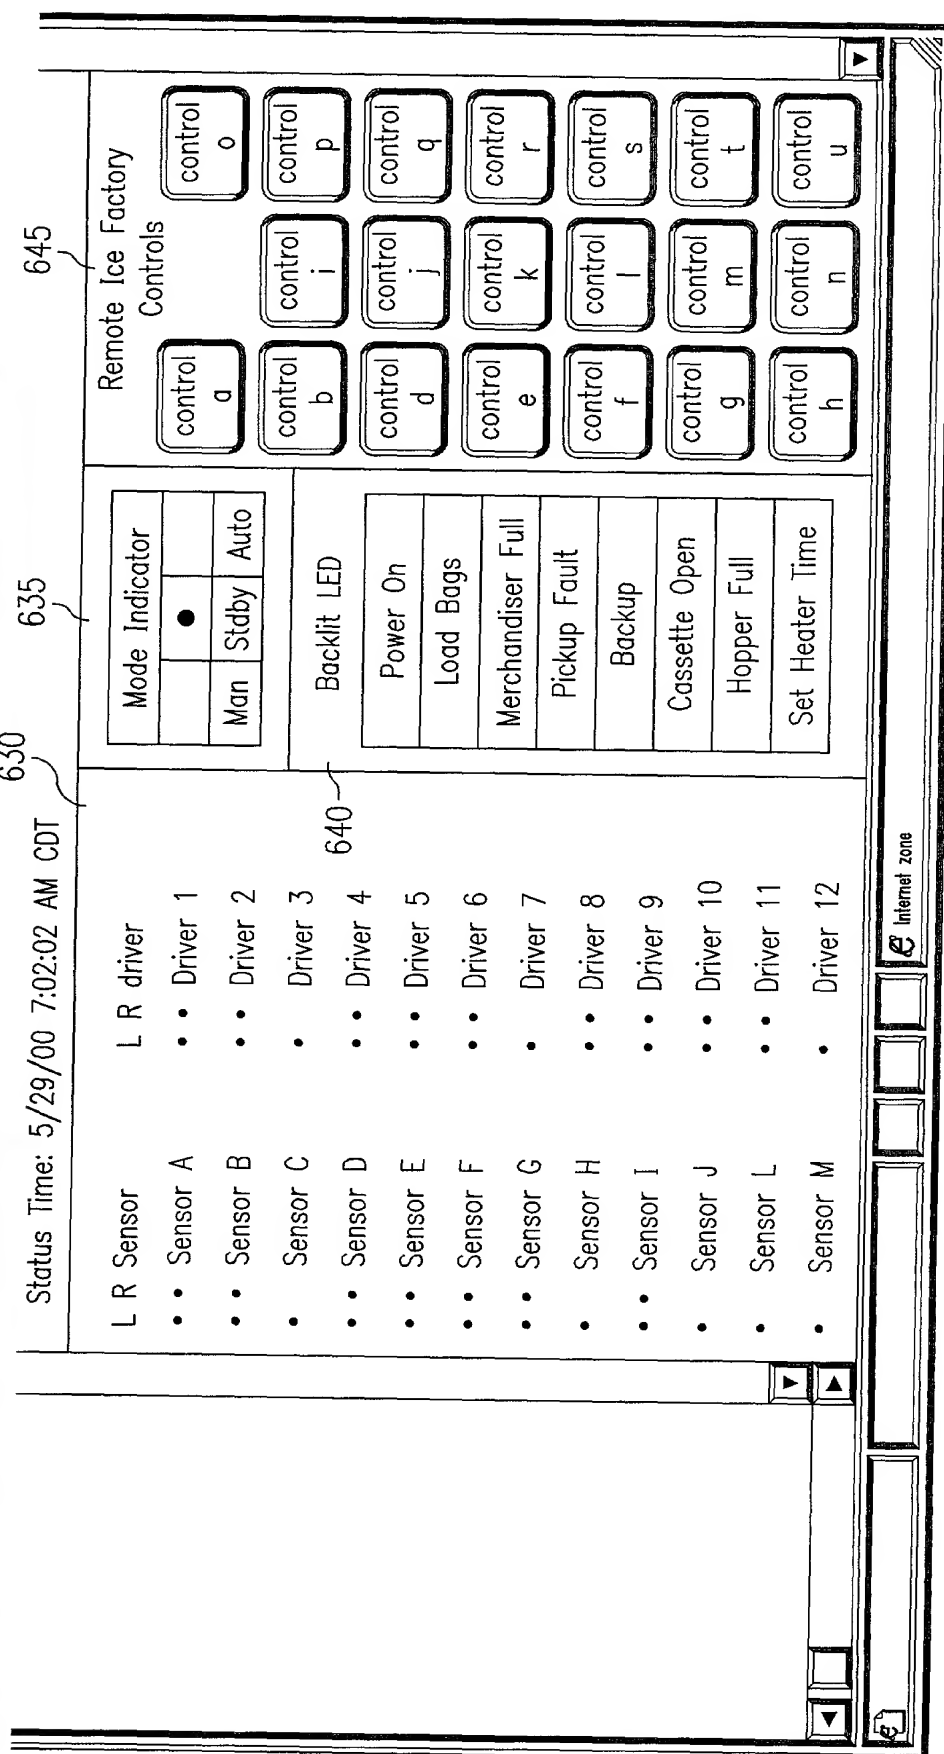 Status Time: 5/29/00 7:02:02 AM CDT
630
635
645
L R Sensor
• • Sensor A
• • Sensor B
• Sensor C
• • Sensor D
• • Sensor E
• • Sensor F
• • Sensor G
• Sensor H
• • Sensor I
• Sensor J
• Sensor L
• Sensor M
L R driver
• • Driver 1
• • Driver 2
• Driver 3
• • Driver 4
• • Driver 5
• • Driver 6
• Driver 7
• • Driver 8
• • Driver 9
• • Driver 10
• • Driver 11
• Driver 12
Mode Indicator
•
Man Stdby Auto
640
Backlit LED
Power On
Load Bags
Merchandiser Full
Pickup Fault
Backup
Cassette Open
Hopper Full
Set Heater Time
Remote Ice Factory
Controls
control a
control o
control b
control i
control p
control d
control j
control q
control e
control k
control r
control f
control l
control s
control g
control m
control t
control h
control n
control u
e
e Internet zone